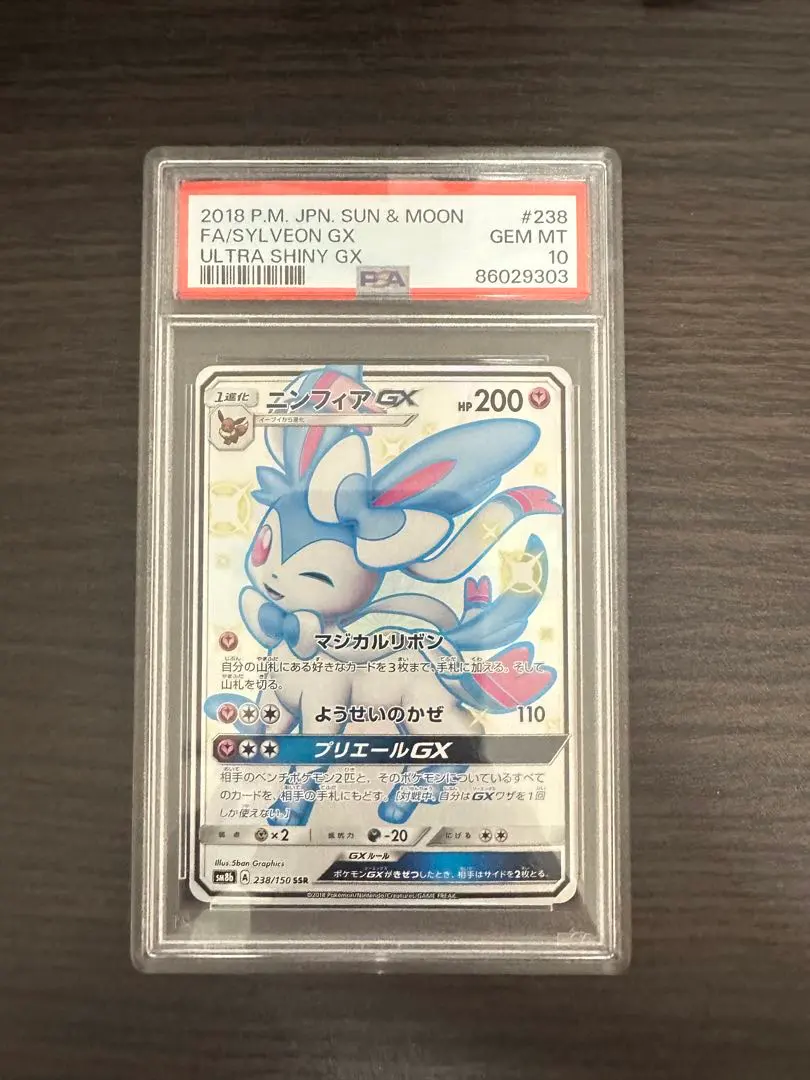 2018 P.M. JPN. SUN & MOON #238
FA/SYLVEON GX GEM MT
ULTRA SHINY GX 10
PSA 86029303
1進化 ニンフィアGX HP200
イーブイから進化
マジカルリボン
自分の山札にある好きなカードを3枚まで、手札に加える。そして
山札を切る。
ようせいのかぜ 110
プリエールGX
相手のベンチポケモン2匹と、そのポケモンについているすべて
のカードを、相手の手札にもどす。[対戦中、自分はGXワザを1回
しか使えない。]
弱点 ×2 抵抗力 -20 にげる
GXルール
Illus. 5ban Graphics
ポケモンGXがきぜつしたとき、相手はサイドを2枚とる。
SM8b A 238/150 SSR
©2018 Pokémon/Nintendo/Creatures/GAME FREAK.